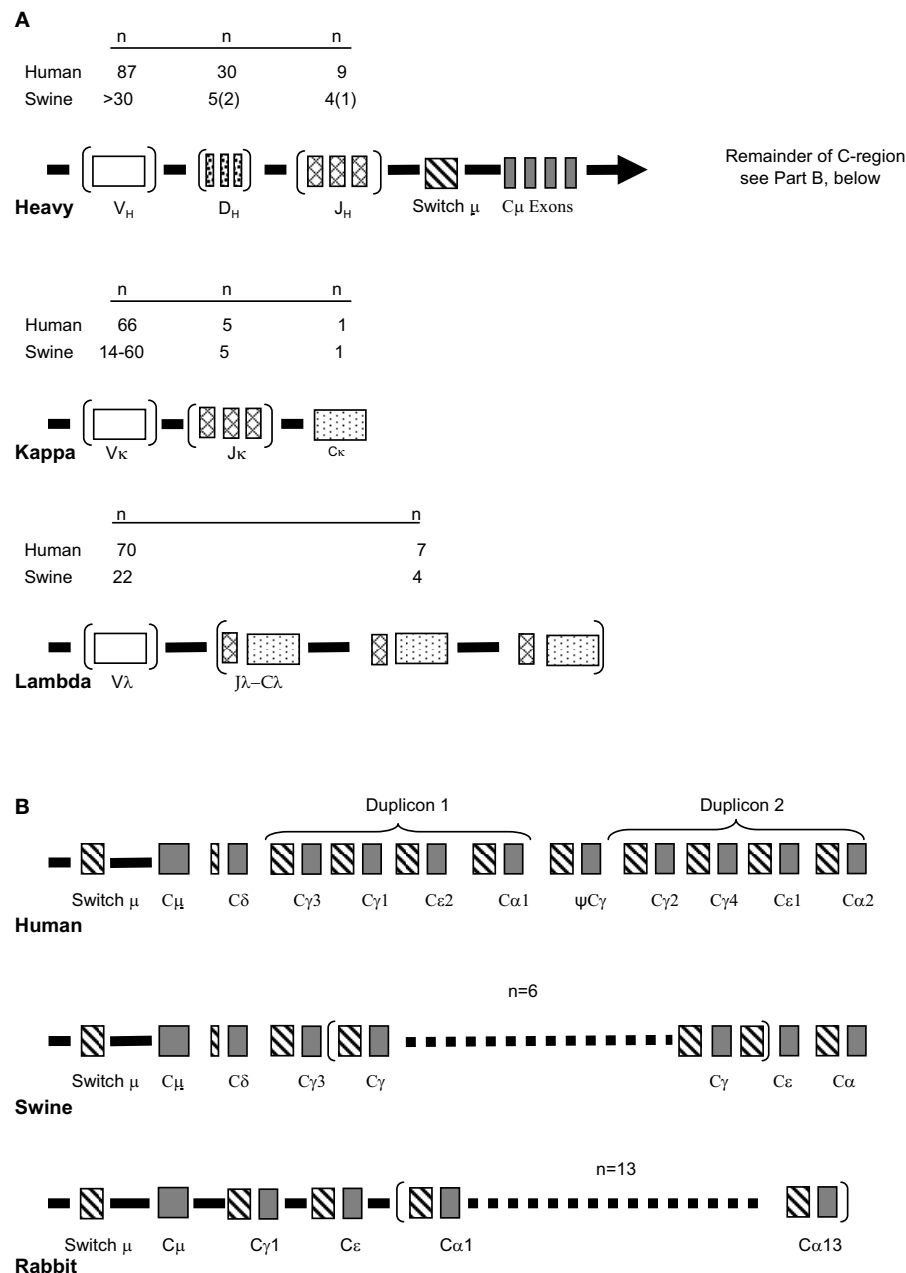 A
n n n
Human 87 30 9
Swine >30 5(2) 4(1)
Remainder of C-region
see Part B, below
Heavy V_H D_H J_H Switch μ Cμ Exons
n n n
Human 66 5 1
Swine 14-60 5 1
Kappa Vκ Jκ Cκ
n n
Human 70 7
Swine 22 4
Lambda Vλ Jλ–Cλ
B
Duplicon 1 Duplicon 2
Switch μ Cμ Cδ Cγ3 Cγ1 Cε2 Cα1 ψCγ Cγ2 Cγ4 Cε1 Cα2
Human
n=6
Switch μ Cμ Cδ Cγ3 Cγ Cγ Cε Cα
Swine
n=13
Switch μ Cμ Cγ1 Cε Cα1 Cα13
Rabbit